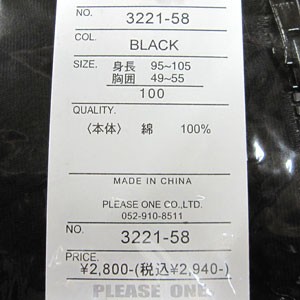 NO. 3221-58
COL. BLACK
SIZE. 身長 95~105
胸囲 49~55
100
QUALITY.
〈本体〉 綿 100%
MADE IN CHINA
PLEASE ONE CO.,LTD.
052-910-8511
NO. 3221-58
PRICE.
¥2,800-(税込¥2,940-)
PLEASE ONE